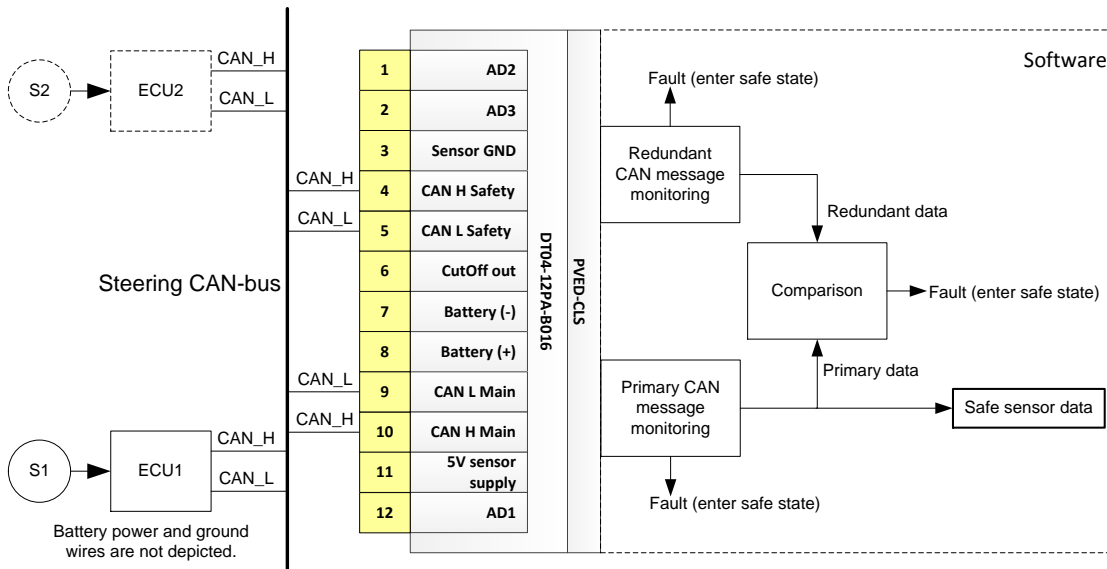 Software
S2
ECU2
CAN_H
CAN_L
CAN_H
CAN_L
Steering CAN-bus
CAN_L
CAN_H
S1
ECU1
CAN_H
CAN_L
Battery power and ground
wires are not depicted.
1 AD2
2 AD3
3 Sensor GND
4 CAN H Safety
5 CAN L Safety
6 CutOff out
7 Battery (-)
8 Battery (+)
9 CAN L Main
10 CAN H Main
11 5V sensor
supply
12 AD1
DT04-12PA-B016
PVED-CLS
Fault (enter safe state)
Redundant
CAN message
monitoring
Redundant data
Comparison
Fault (enter safe state)
Primary data
Primary CAN
message
monitoring
Safe sensor data
Fault (enter safe state)